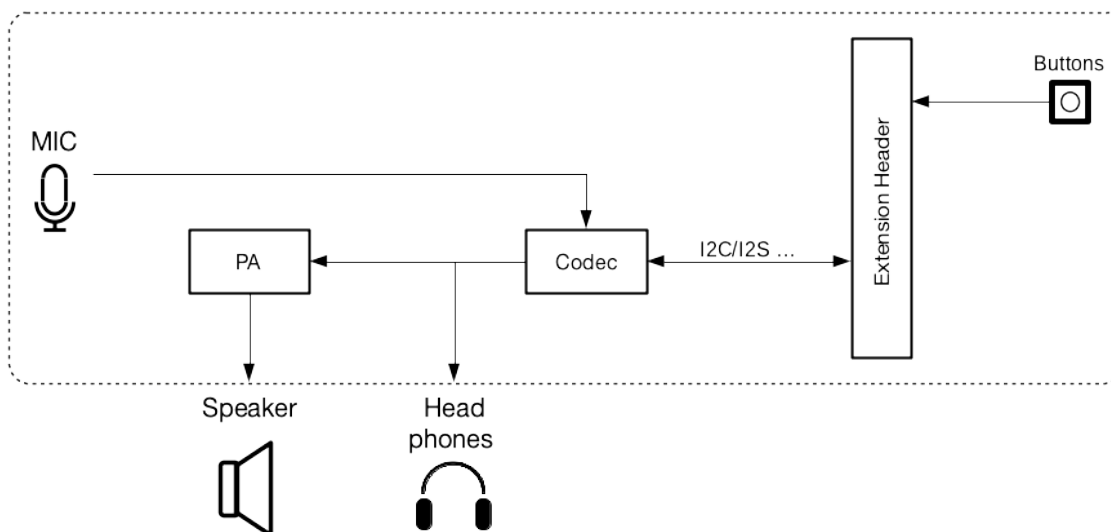 Buttons
MIC
Extension Header
PA
Codec
I2C/I2S ...
Speaker
Head
phones